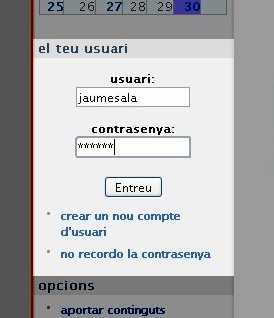 25 26 27 28 29 30
el teu usuari
usuari:
jaumesala
contrasenya:
******
Entreu
crear un nou compte
d'usuari
no recordo la contrasenya
opcions
aportar continguts